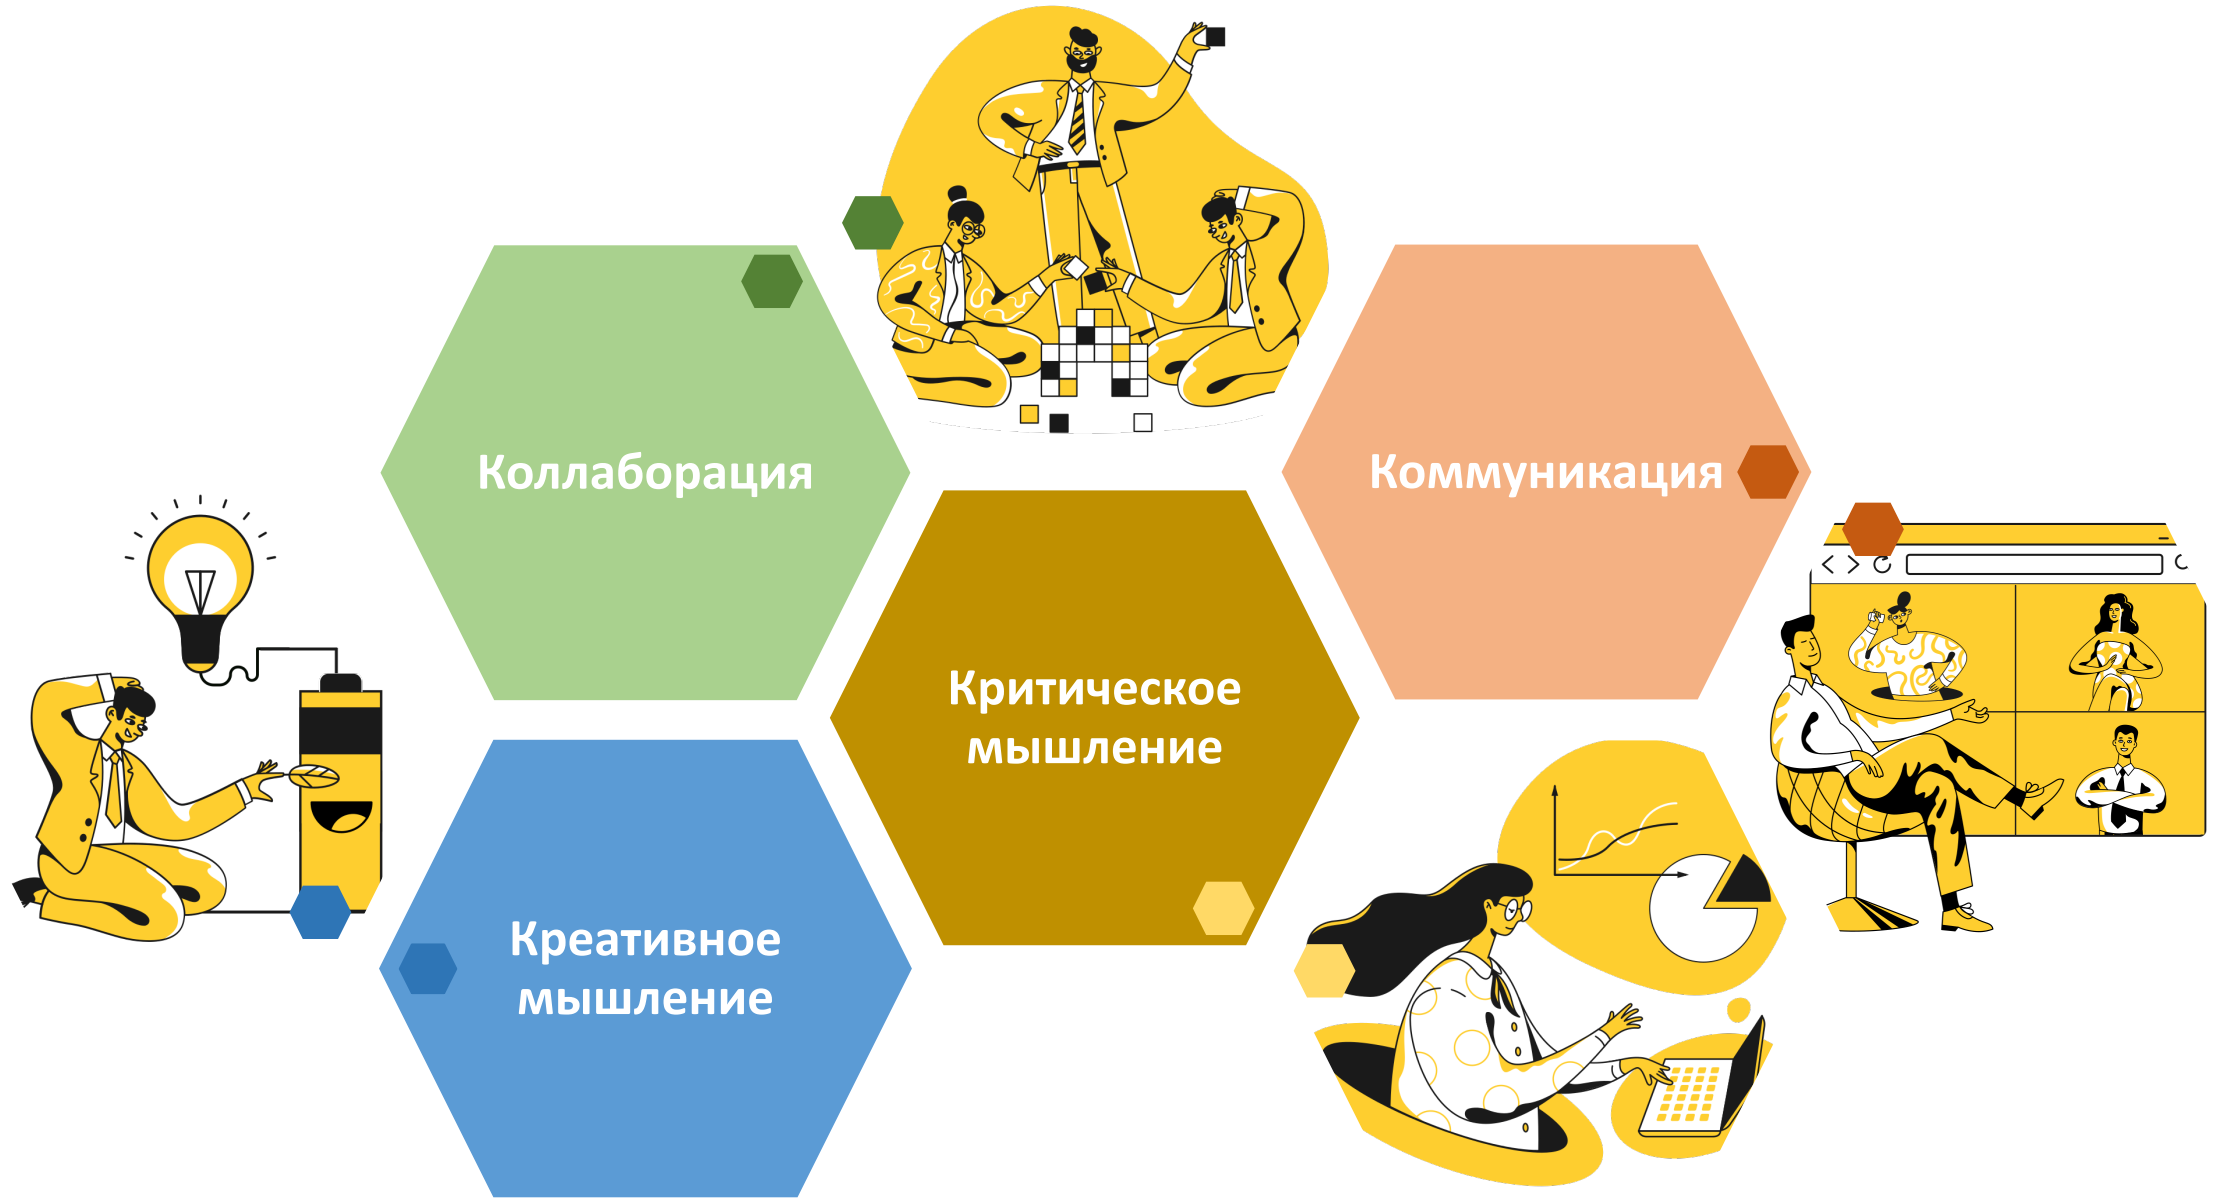 Коллаборация
Коммуникация
Критическое
мышление
Креативное
мышление